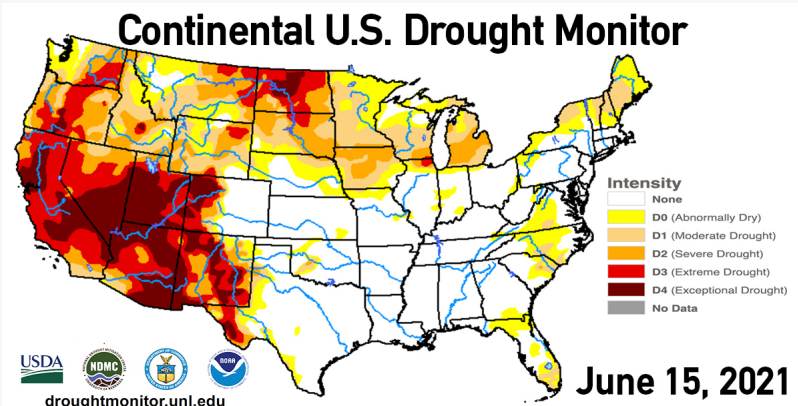 Continental U.S. Drought Monitor
Intensity
None
D0 (Abnormally Dry)
D1 (Moderate Drought)
D2 (Severe Drought)
D3 (Extreme Drought)
D4 (Exceptional Drought)
No Data
USDA
NDMC
NOAA
droughtmonitor.unl.edu
June 15, 2021